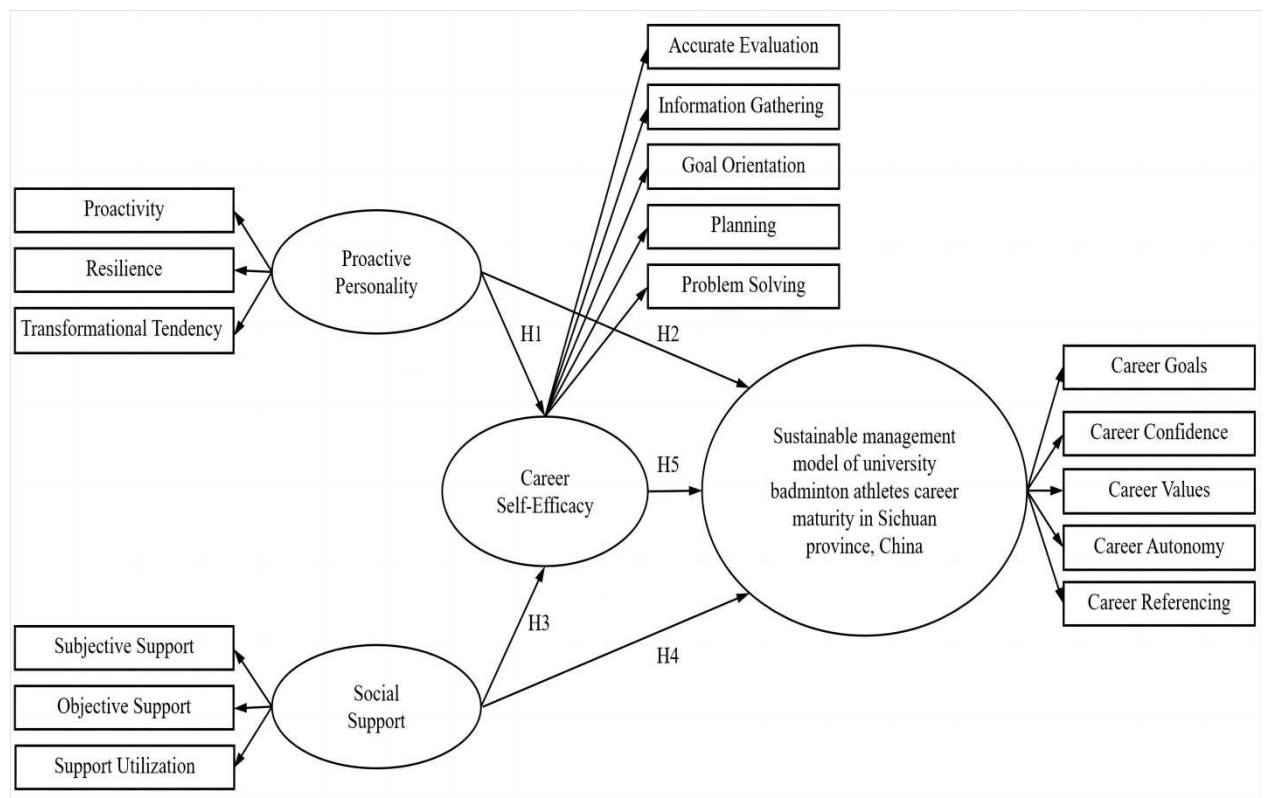 Accurate Evaluation
Information Gathering
Goal Orientation
Planning
Problem Solving
Proactivity
Resilience
Transformational Tendency
Proactive
Personality
H1
H2
Career
Self-Efficacy
H5
Sustainable management
model of university
badminton athletes career
maturity in Sichuan
province, China
Career Goals
Career Confidence
Career Values
Career Autonomy
Career Referencing
H3
H4
Subjective Support
Objective Support
Support Utilization
Social
Support